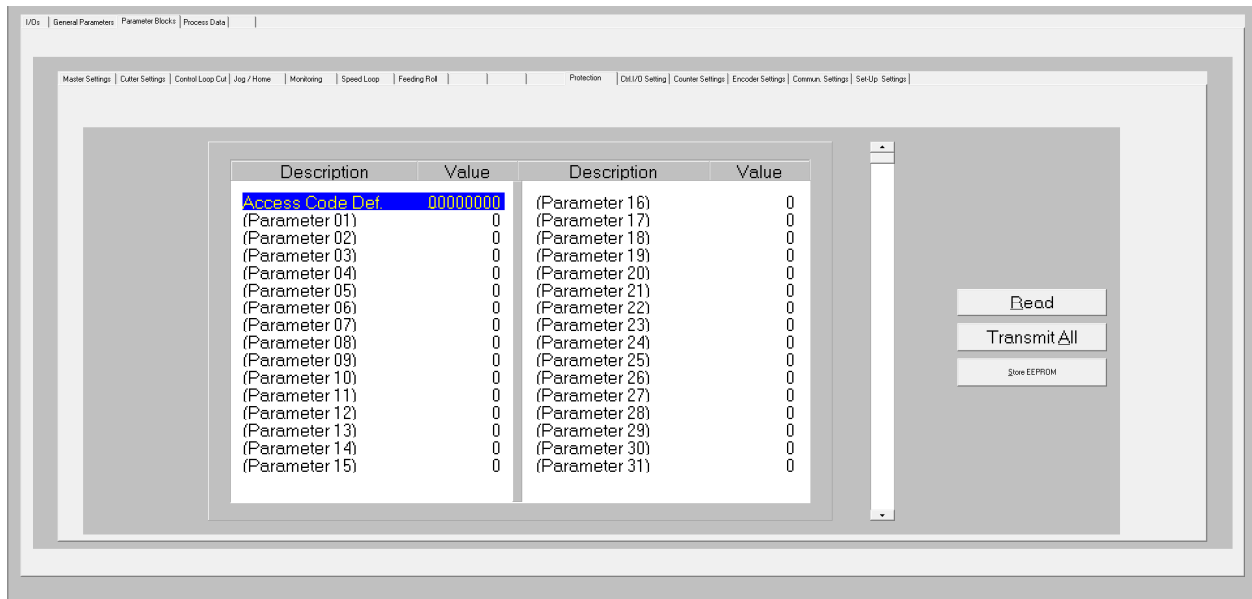 I/Os General Parameters Parameter Blocks Process Data
Master Settings Cutter Settings Control Loop Cut Jog / Home Monitoring Speed Loop Feeding Roll Protection Ctrl.I/O Setting Counter Settings Encoder Settings Commun. Settings Set-Up Settings
Description Value Description Value
Access Code Def. 00000000 (Parameter 16) 0
(Parameter 01) 0 (Parameter 17) 0
(Parameter 02) 0 (Parameter 18) 0
(Parameter 03) 0 (Parameter 19) 0
(Parameter 04) 0 (Parameter 20) 0
(Parameter 05) 0 (Parameter 21) 0
(Parameter 06) 0 (Parameter 22) 0
(Parameter 07) 0 (Parameter 23) 0
(Parameter 08) 0 (Parameter 24) 0
(Parameter 09) 0 (Parameter 25) 0
(Parameter 10) 0 (Parameter 26) 0
(Parameter 11) 0 (Parameter 27) 0
(Parameter 12) 0 (Parameter 28) 0
(Parameter 13) 0 (Parameter 29) 0
(Parameter 14) 0 (Parameter 30) 0
(Parameter 15) 0 (Parameter 31) 0
Read
Transmit All
Store EEPROM